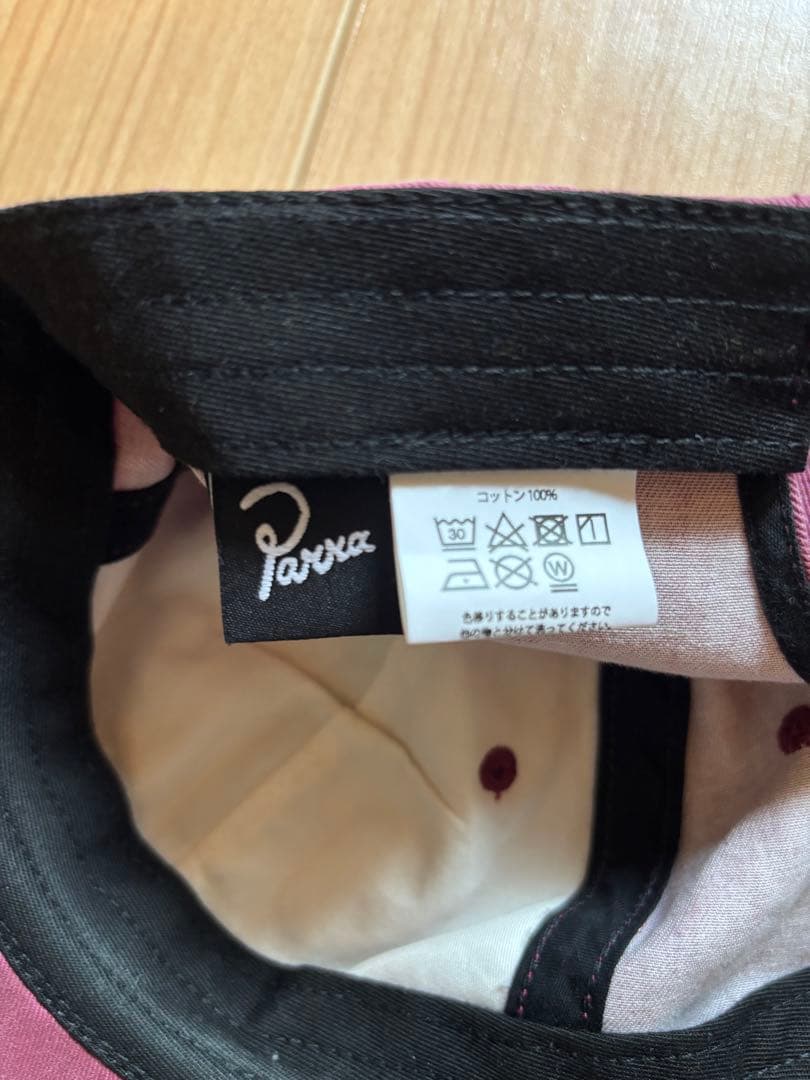 Parra
コットン100%
30
W
色移りすることがありますので
他の物と分けて洗ってください